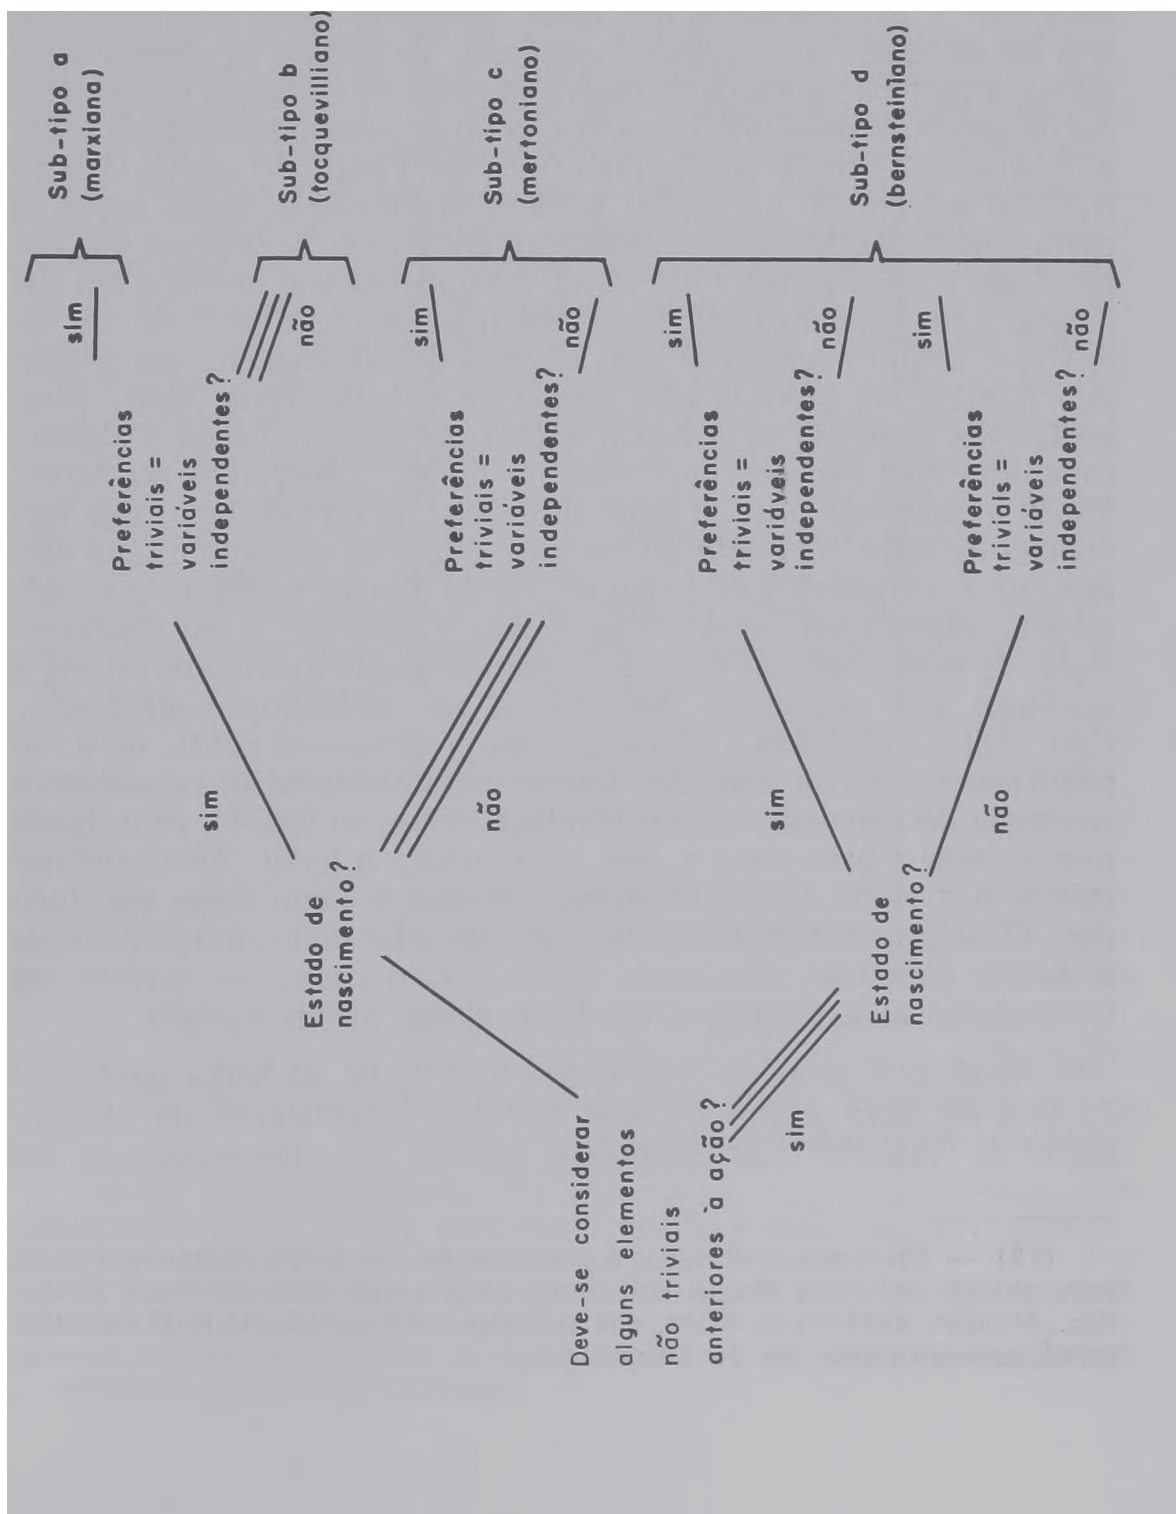 Deve-se considerar
alguns elementos
não triviais
anteriores à ação?
sim
Estado de
nascimento?
sim
não
Preferências
triviais =
variáveis
independentes?
sim
não
Sub-tipo a
(marxiana)
Sub-tipo b
(tocquevilliano)
Preferências
triviais =
variáveis
independentes?
sim
não
Sub-tipo c
(mertoniano)
Estado de
nascimento?
sim
não
Preferências
triviais =
variáveis
independentes?
sim
não
Preferências
triviais =
variáveis
independentes?
sim
não
Sub-tipo d
(bernsteiniano)